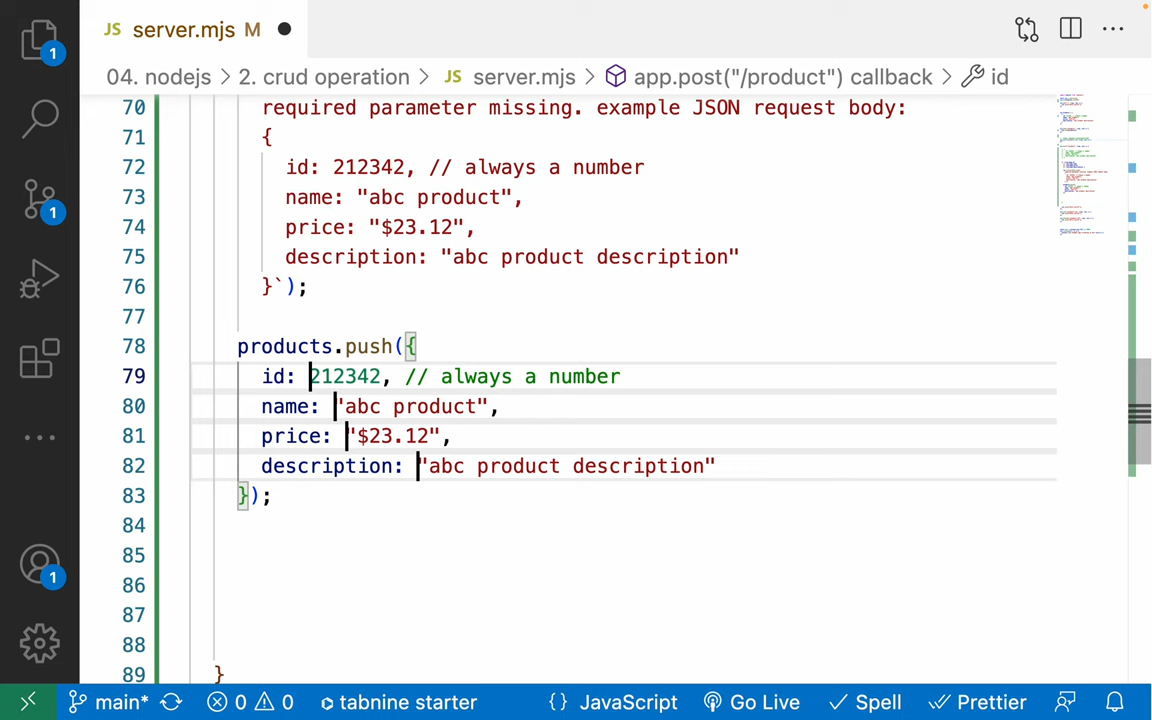 JS server.mjs M
04. nodejs > 2. crud operation > JS server.mjs > app.post("/product") callback > id
70 required parameter missing. example JSON request body:
71 {
72 id: 212342, // always a number
73 name: "abc product",
74 price: "$23.12",
75 description: "abc product description"
76 }`);
77
78 products.push({
79 id: 212342, // always a number
80 name: "abc product",
81 price: "$23.12",
82 description: "abc product description"
83 });
84
85
86
87
88
89 }
1
1
1
main* 0 0 tabnine starter {} JavaScript Go Live Spell Prettier